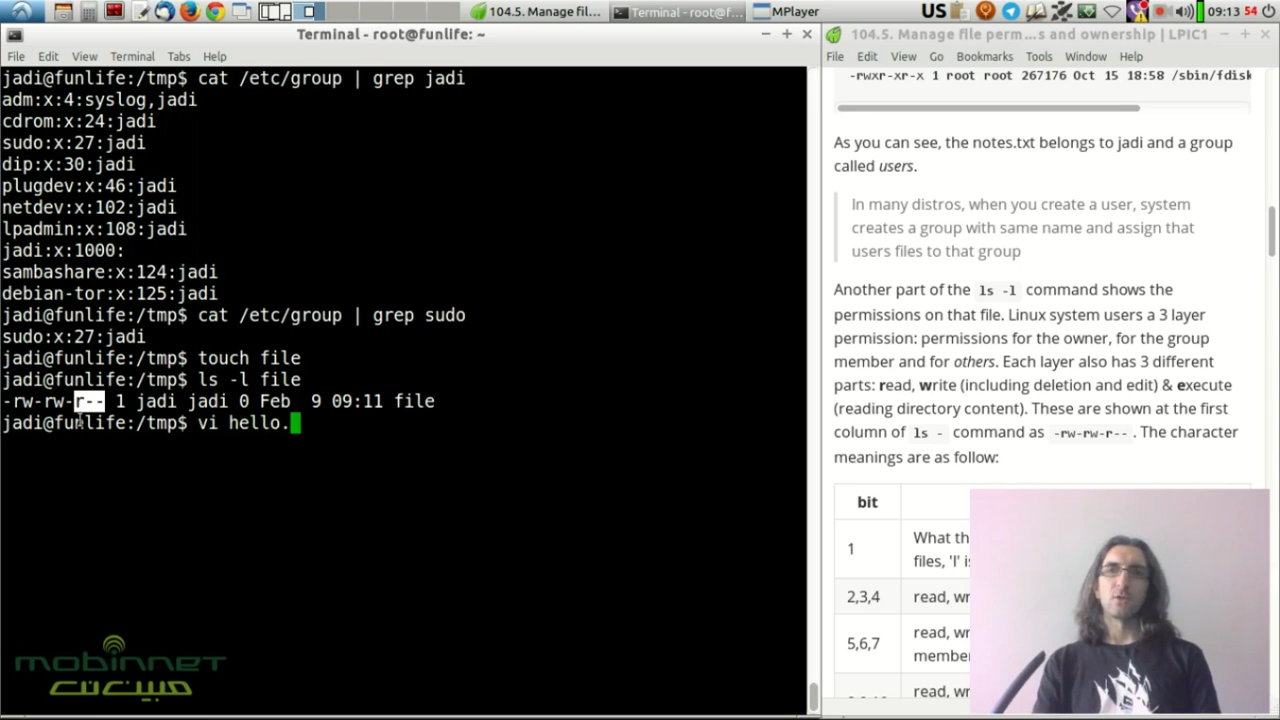 104.5. Manage fil...
Terminal - root@f...
MPlayer
US
09:13 54
Terminal - root@funlife: ~
File Edit View Terminal Tabs Help
jadi@funlife:/tmp$ cat /etc/group | grep jadi
adm:x:4:syslog,jadi
cdrom:x:24:jadi
sudo:x:27:jadi
dip:x:30:jadi
plugdev:x:46:jadi
netdev:x:102:jadi
lpadmin:x:108:jadi
jadi:x:1000:
sambashare:x:124:jadi
debian-tor:x:125:jadi
jadi@funlife:/tmp$ cat /etc/group | grep sudo
sudo:x:27:jadi
jadi@funlife:/tmp$ touch file
jadi@funlife:/tmp$ ls -l file
-rw-rw-r-- 1 jadi jadi 0 Feb  9 09:11 file
jadi@funlife:/tmp$ vi hello.
mobinnet
مبین‌نت
104.5. Manage file perm...s and ownership | LPIC1
File Edit View Go Bookmarks Tools Window Help
-rwxr-xr-x 1 root root 267176 Oct 15 18:58 /sbin/fdisk
As you can see, the notes.txt belongs to jadi and a group
called users.
In many distros, when you create a user, system
creates a group with same name and assign that
users files to that group
Another part of the ls -l command shows the
permissions on that file. Linux system users a 3 layer
permission: permissions for the owner, for the group
member and for others. Each layer also has 3 different
parts: read, write (including deletion and edit) & execute
(reading directory content). These are shown at the first
column of ls - command as -rw-rw-r--. The character
meanings are as follow:
bit
1
What th
files, 'l' is
2,3,4
read, wr
5,6,7
read, wr
member
read, wr